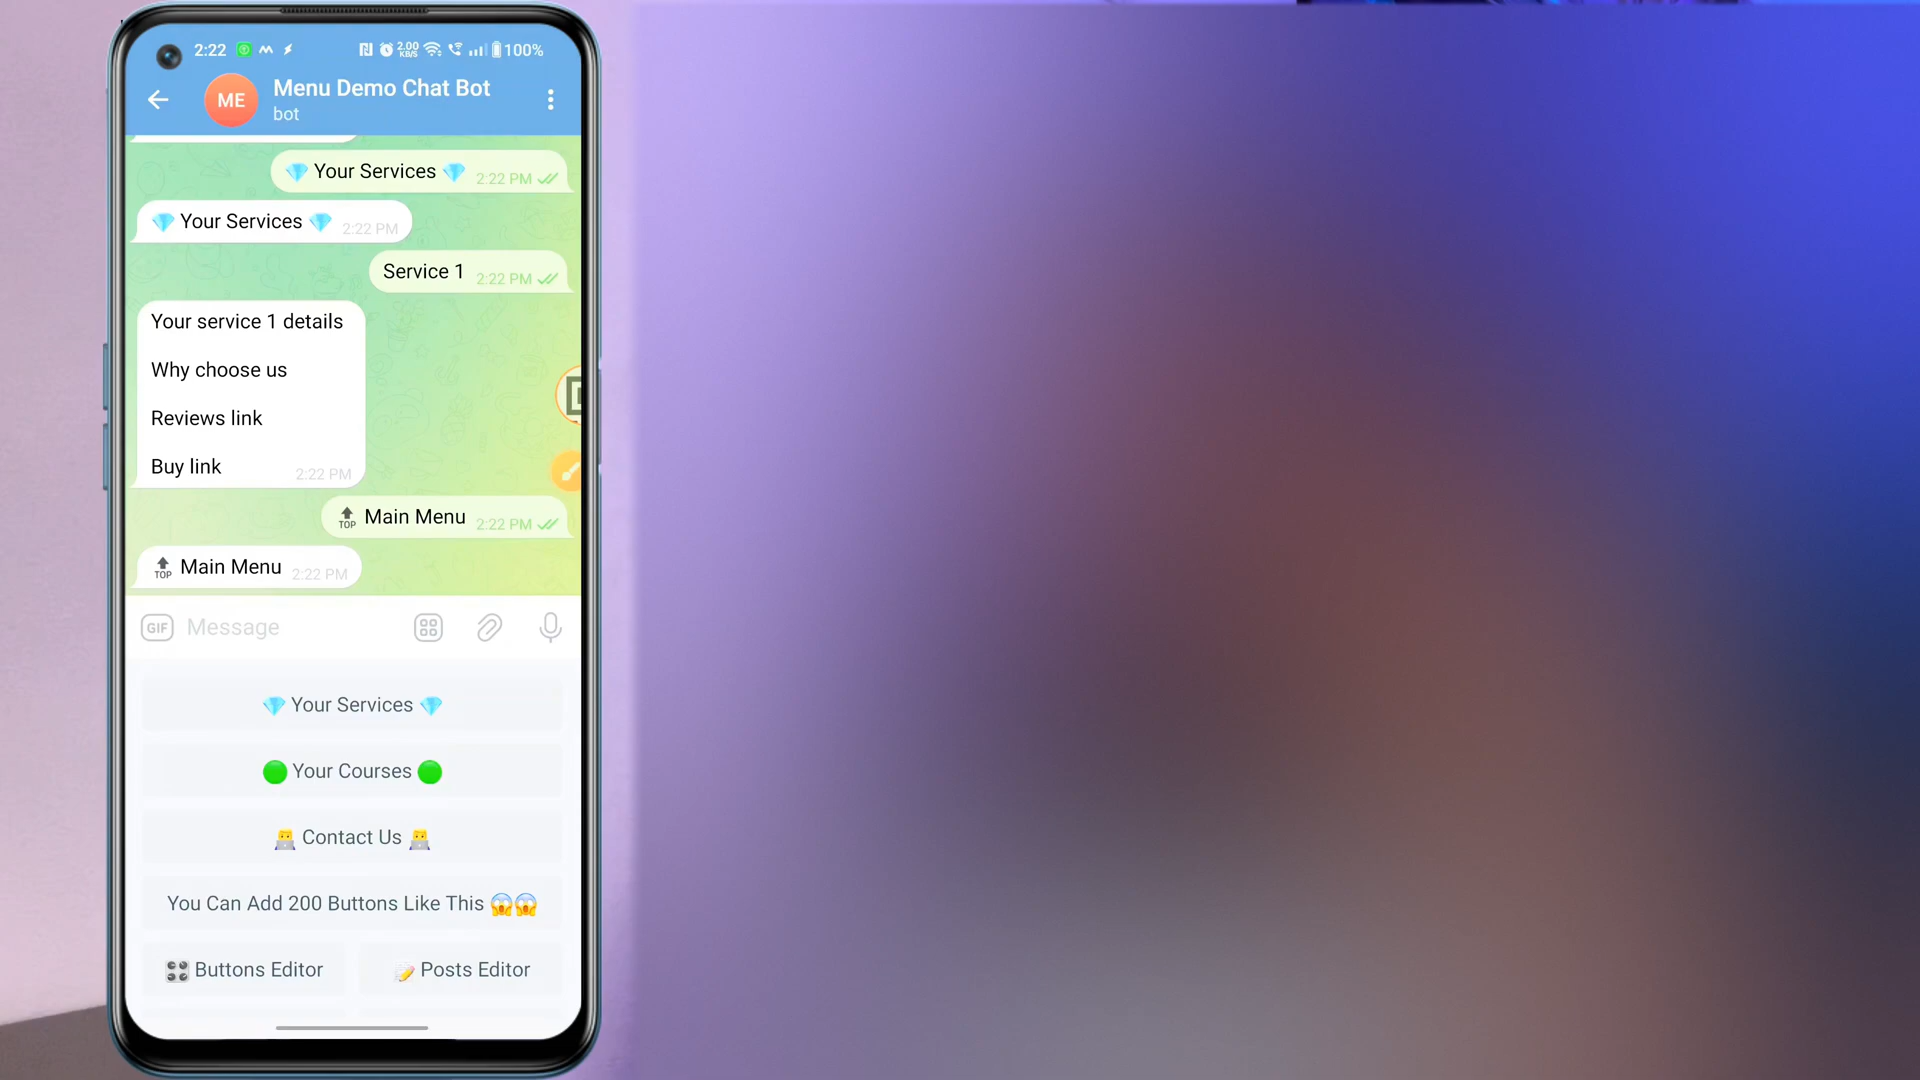 2:22 2.00 KB/S 100%
ME Menu Demo Chat Bot
bot
💎 Your Services 💎 2:22 PM
💎 Your Services 💎 2:22 PM
Service 1 2:22 PM
Your service 1 details
Why choose us
Reviews link
Buy link 2:22 PM
🔝 Main Menu 2:22 PM
🔝 Main Menu 2:22 PM
GIF Message
💎 Your Services 💎
🟢 Your Courses 🟢
👨‍💻 Contact Us 👨‍💻
You Can Add 200 Buttons Like This 😱😱
🎛 Buttons Editor 📝 Posts Editor